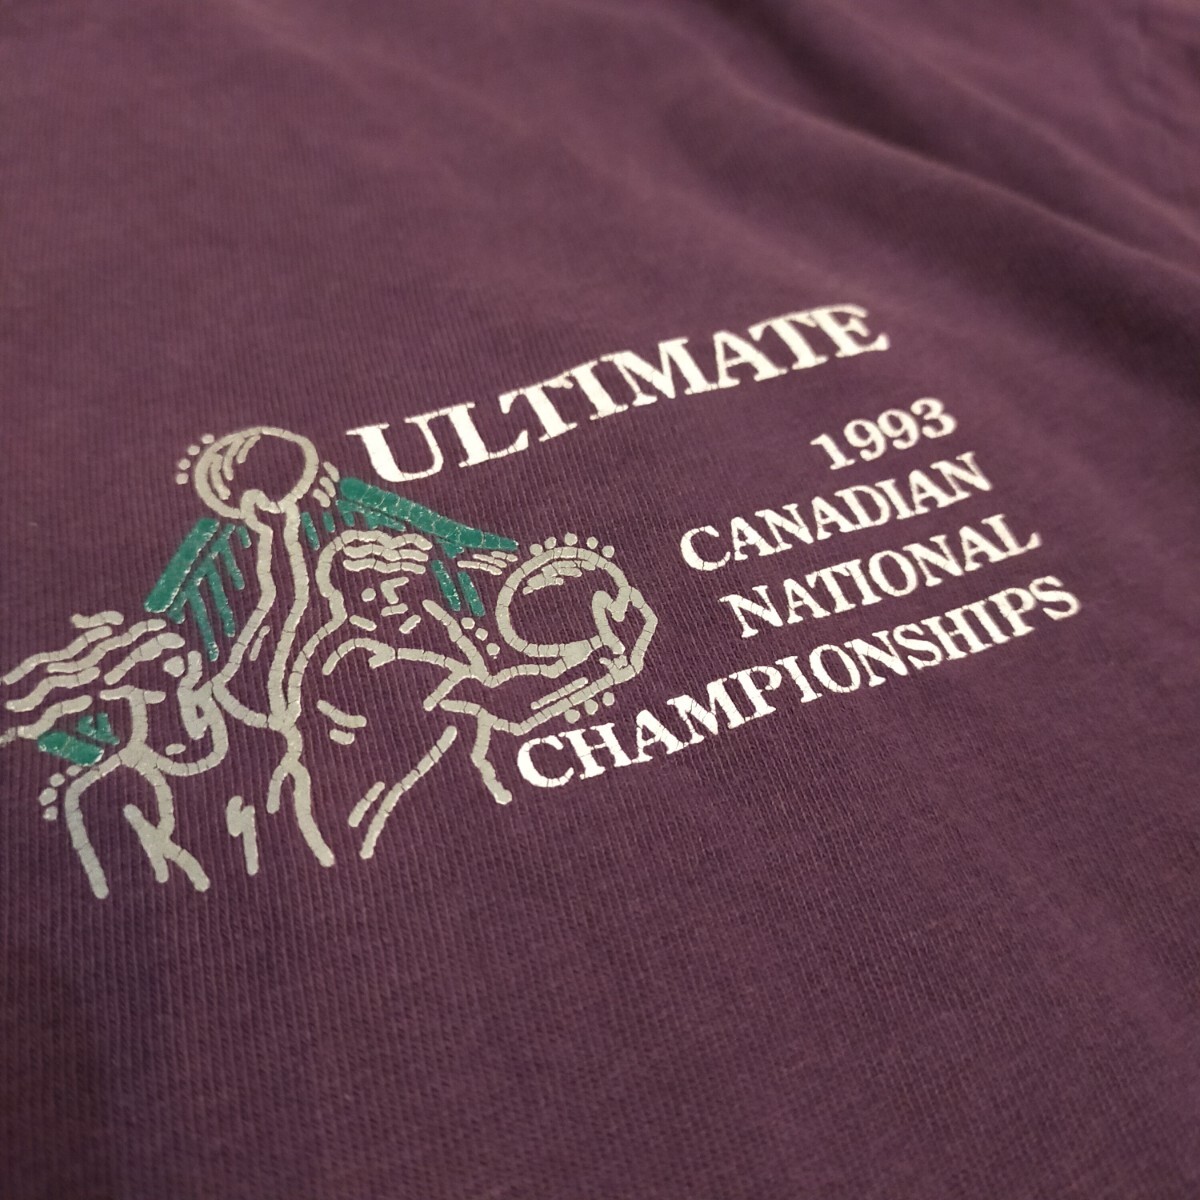 ULTIMATE
1993
CANADIAN
NATIONAL
CHAMPIONSHIPS